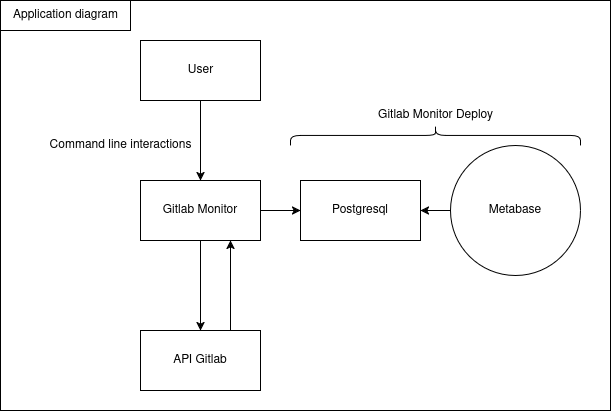 Application diagram
User
Gitlab Monitor Deploy
Command line interactions
Gitlab Monitor
Postgresql
Metabase
API Gitlab